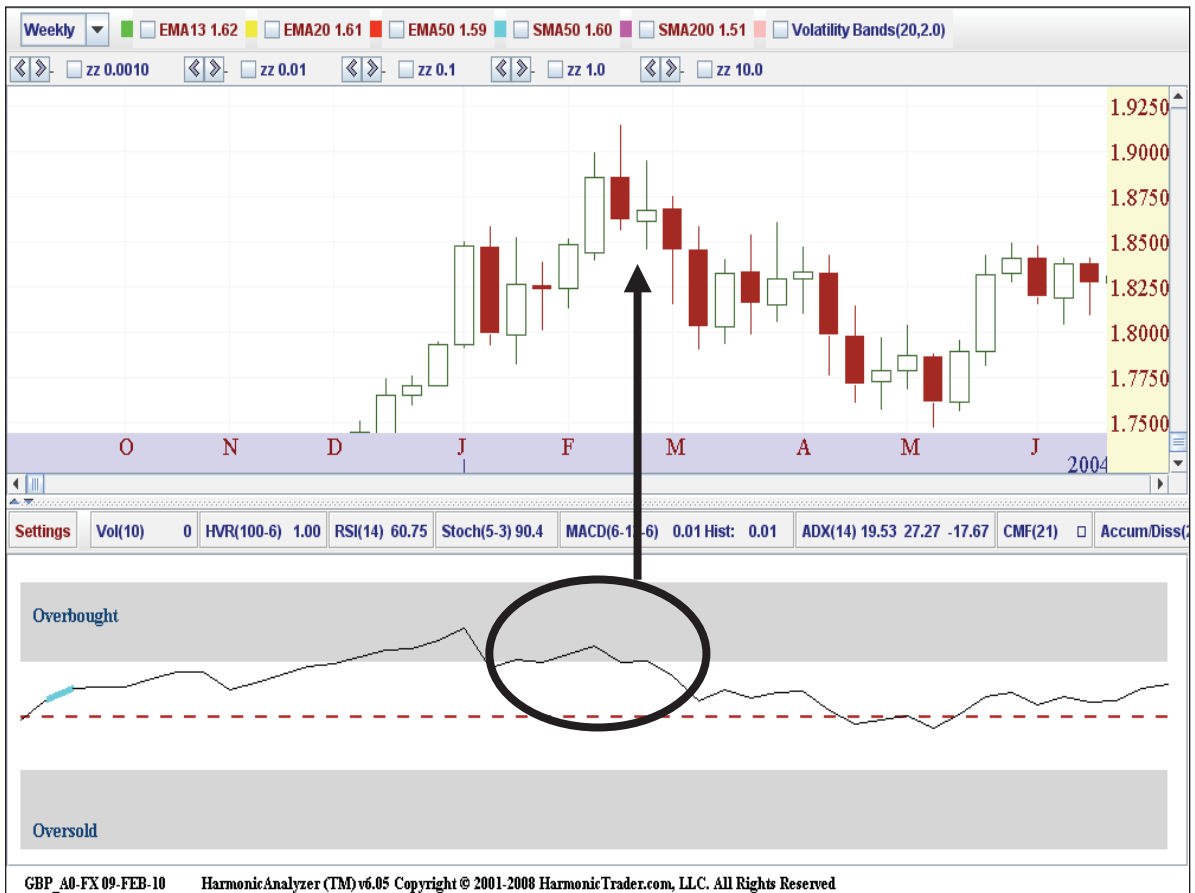 Weekly EMA13 1.62 EMA20 1.61 EMA50 1.59 SMA50 1.60 SMA200 1.51 Volatility Bands(20,2.0)
zz 0.0010 zz 0.01 zz 0.1 zz 1.0 zz 10.0
1.9250
1.9000
1.8750
1.8500
1.8250
1.8000
1.7750
1.7500
O N D J F M A M J
2004
Settings Vol(10) 0 HVR(100-6) 1.00 RSI(14) 60.75 Stoch(5-3) 90.4 MACD(6-1 -6) 0.01 Hist: 0.01 ADX(14) 19.53 27.27 -17.67 CMF(21) Accum/Diss(
Overbought
Oversold
GBP_A0-FX 09-FEB-10 HarmonicAnalyzer (TM) v6.05 Copyright © 2001-2008 HarmonicTrader.com, LLC. All Rights Reserved